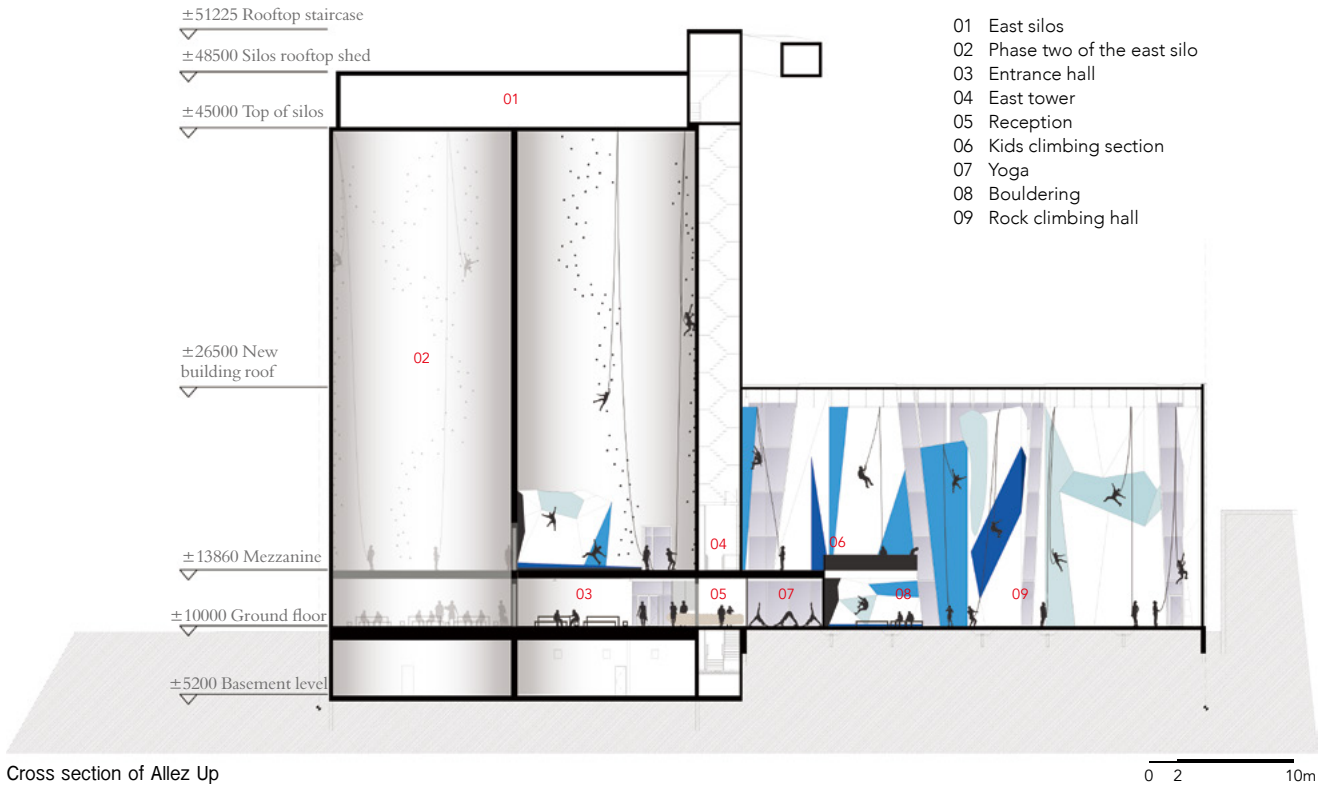 ±51225 Rooftop staircase
±48500 Silos rooftop shed
±45000 Top of silos
±26500 New
building roof
±13860 Mezzanine
±10000 Ground floor
±5200 Basement level
01
02
03
04
05
06
07
08
09
01 East silos
02 Phase two of the east silo
03 Entrance hall
04 East tower
05 Reception
06 Kids climbing section
07 Yoga
08 Bouldering
09 Rock climbing hall
Cross section of Allez Up
0 2 10m